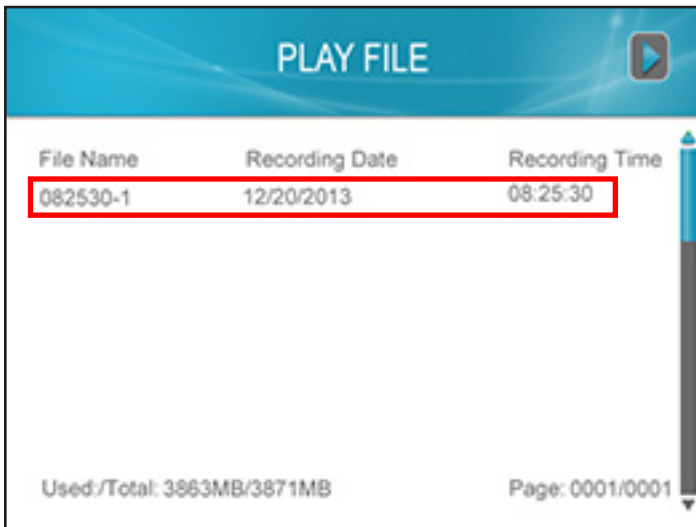 PLAY FILE
File Name Recording Date Recording Time
082530-1 12/20/2013 08:25:30
Used:/Total: 3863MB/3871MB Page: 0001/0001